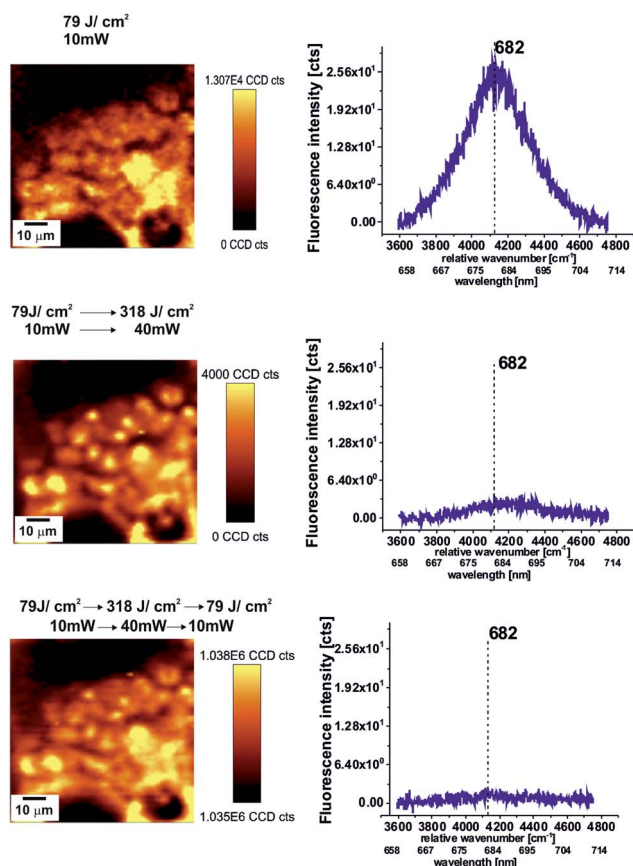 79 J/ cm²
10mW
1.307E4 CCD cts
0 CCD cts
10 µm
Fluorescence intensity [cts]
682
2.56x10¹
1.92x10¹
1.28x10¹
6.40x10⁰
0.00
3600 3800 4000 4200 4400 4600 4800
relative wavenumber [cm⁻¹]
658 667 675 684 695 704 714
wavelength [nm]
79J/ cm² → 318 J/ cm²
10mW → 40mW
4000 CCD cts
0 CCD cts
10 µm
Fluorescence intensity [cts]
682
2.56x10¹
1.92x10¹
1.28x10¹
6.40x10⁰
0.00
3600 3800 4000 4200 4400 4600 4800
relative wavenumber [cm⁻¹]
658 667 675 684 695 704 714
wavelength [nm]
79J/ cm² → 318 J/ cm² → 79 J/ cm²
10mW → 40mW → 10mW
1.038E6 CCD cts
1.035E6 CCD cts
10 µm
Fluorescence intensity [cts]
682
2.56x10¹
1.92x10¹
1.28x10¹
6.40x10⁰
0.00
3600 3800 4000 4200 4400 4600 4800
relative wavenumber [cm⁻¹]
658 667 675 684 695 704 714
wavelength [nm]